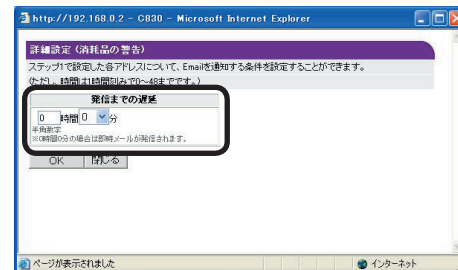 http://192.168.0.2 - C830 - Microsoft Internet Explorer
詳細設定（消耗品の警告）
ステップ1で設定した各アドレスについて、Emailを通知する条件を設定することができます。
(ただし、時間は1時間刻みで0～48までです。)
発信までの遅延
0 時間 0 分
半角数字
※0時間0分の場合は即時メールが発信されます。
OK 閉じる
ページが表示されました インターネット